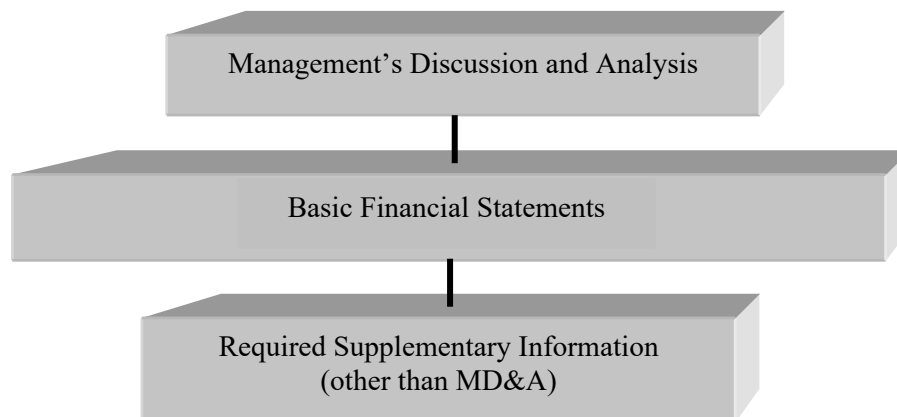 Management’s Discussion and Analysis
Basic Financial Statements
Required Supplementary Information
(other than MD&A)